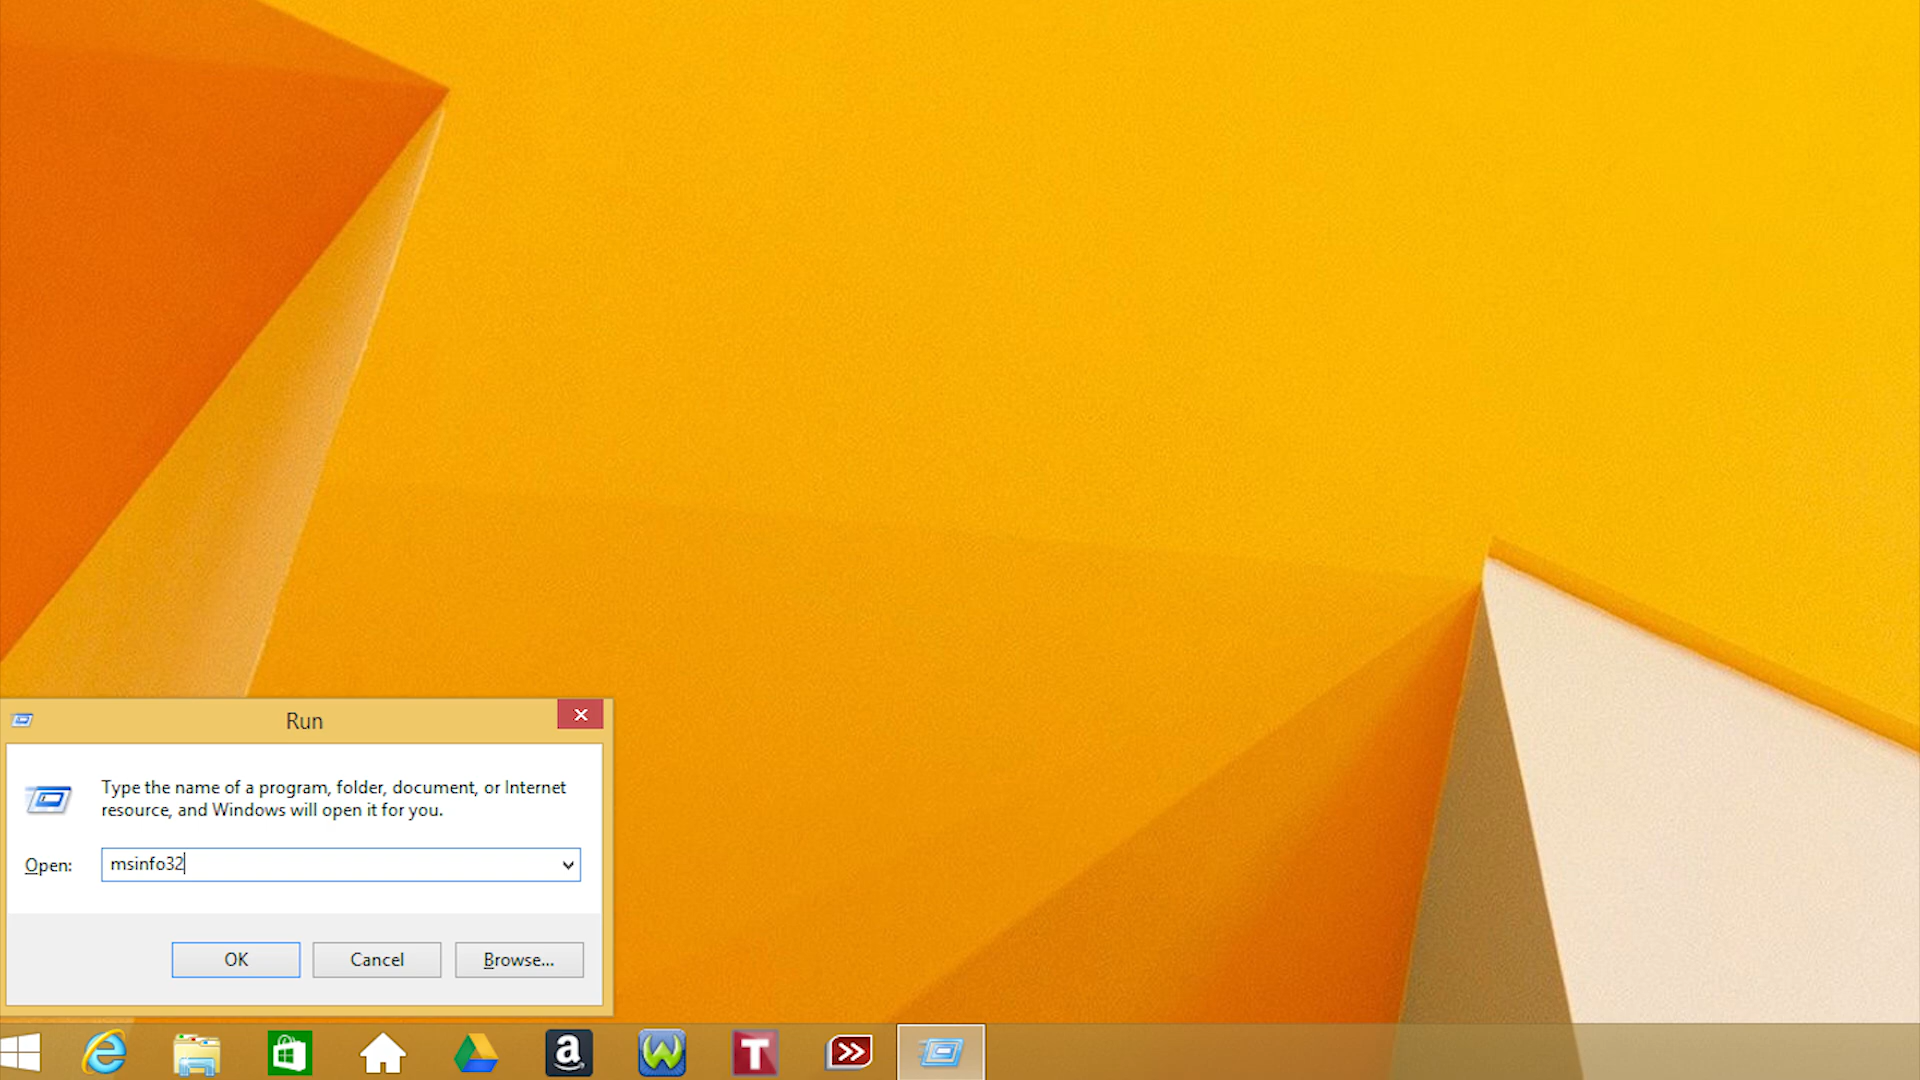 Run
Type the name of a program, folder, document, or Internet
resource, and Windows will open it for you.
Open: msinfo32
OK Cancel Browse...
a W T